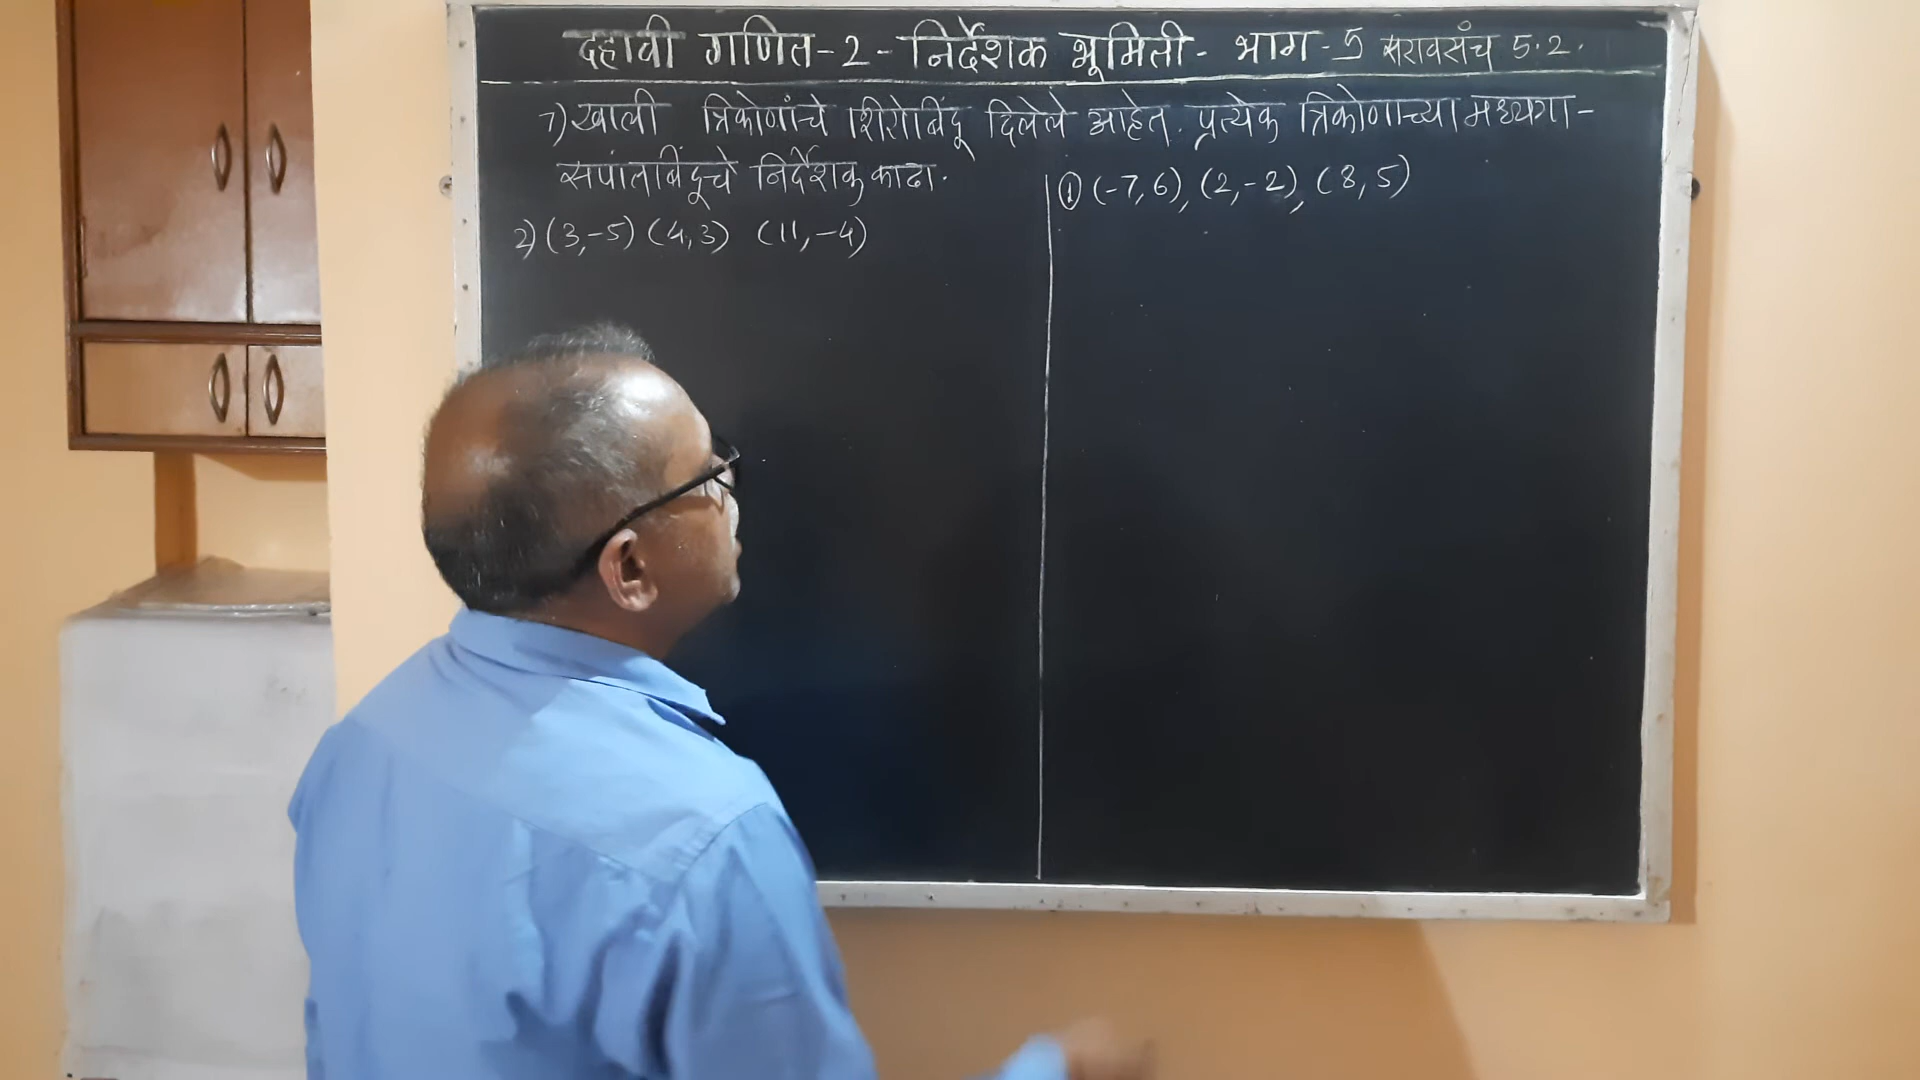 दहावी गणित-2-निर्देशक भूमिती- भाग-5 सरावसंच 5.2.
7) खाली त्रिकोणांचे शिरोबिंदू दिलेले आहेत. प्रत्येक त्रिकोणाच्या मध्यगा-
संपातबिंदूचे निर्देशक काढा.
① (-7,6), (2,-2), (8,5)
2) (3,-5) (4,3) (11,-4)